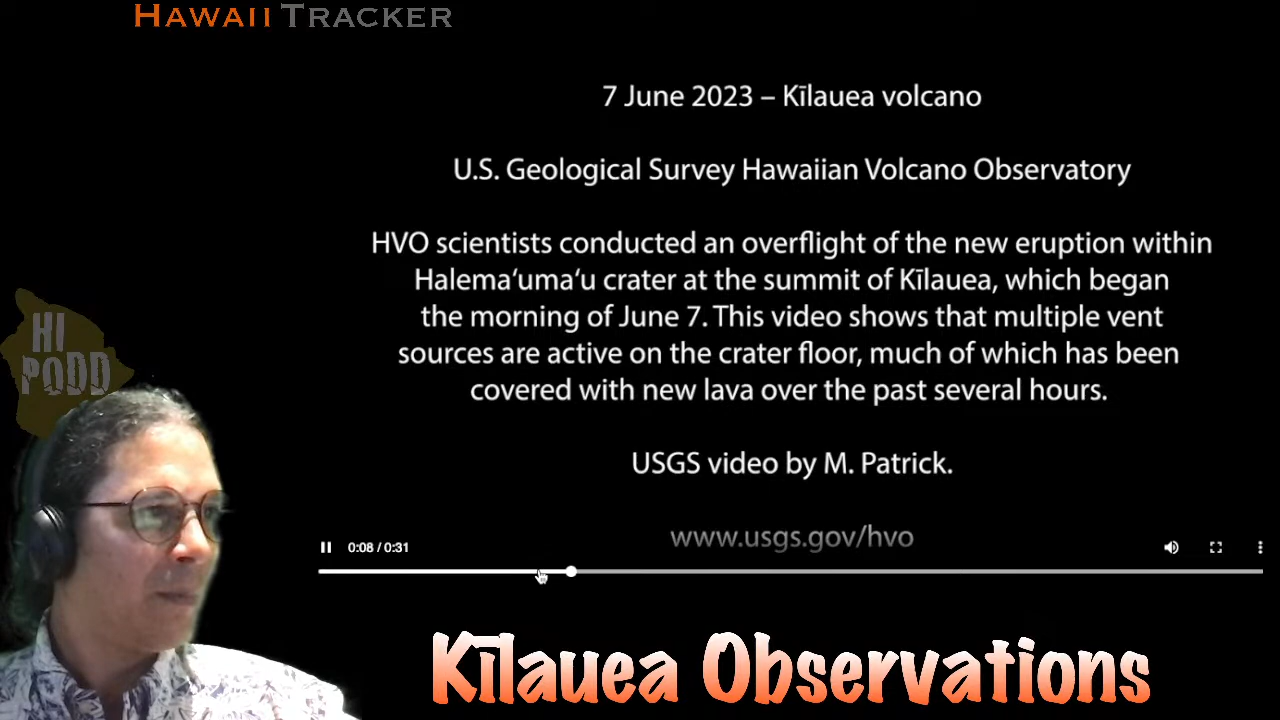 HAWAII TRACKER
7 June 2023 – Kīlauea volcano
U.S. Geological Survey Hawaiian Volcano Observatory
HVO scientists conducted an overflight of the new eruption within
Halemaʻumaʻu crater at the summit of Kīlauea, which began
the morning of June 7. This video shows that multiple vent
sources are active on the crater floor, much of which has been
covered with new lava over the past several hours.
USGS video by M. Patrick.
www.usgs.gov/hvo
0:08 / 0:31
HI
PODD
Kīlauea Observations